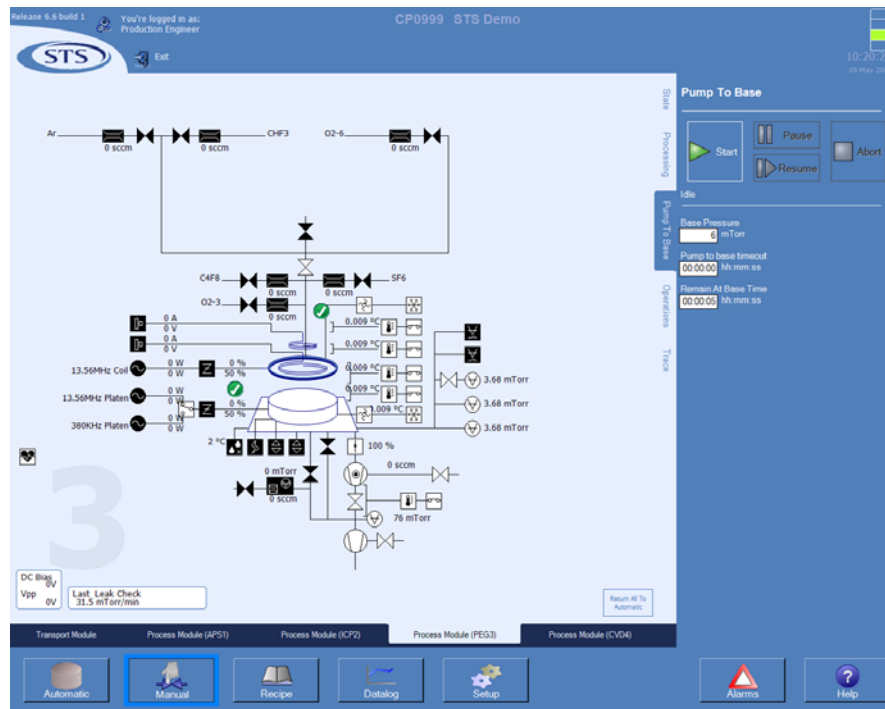 Release 6.6 build 1
You're logged in as:
Production Engineer
CP0999 STS Demo
STS
Exit
10:20:2
09 May 20
State
Processing
Pump To Base
Operations
Trace
Pump To Base
Start
Pause
Resume
Abort
Idle
Base Pressure
6 mTorr
Pump to base timeout
00:00:00 hh:mm:ss
Remain At Base Time
00:00:05 hh:mm:ss
Ar
0 sccm
CHF3
0 sccm
O2-6
0 sccm
C4F8
0 sccm
SF6
0 sccm
O2-3
0 sccm
0 A
0 V
0 A
0 V
0.009 °C
0.009 °C
0.009 °C
0.009 °C
0.009 °C
13.56MHz Coil
0 W
0 W
0 %
50 %
13.56MHz Platen
0 W
0 W
0 %
50 %
380KHz Platen
0 W
0 W
3.68 mTorr
3.68 mTorr
3.68 mTorr
2 °C
100 %
0 mTorr
0 sccm
0 sccm
76 mTorr
3
DC Bias
0V
Vpp
0V
Last Leak Check
31.5 mTorr/min
Return All To
Automatic
Transport Module
Process Module (APS1)
Process Module (ICP2)
Process Module (PEG3)
Process Module (CVD4)
Automatic
Manual
Recipe
Datalog
Setup
Alarms
Help